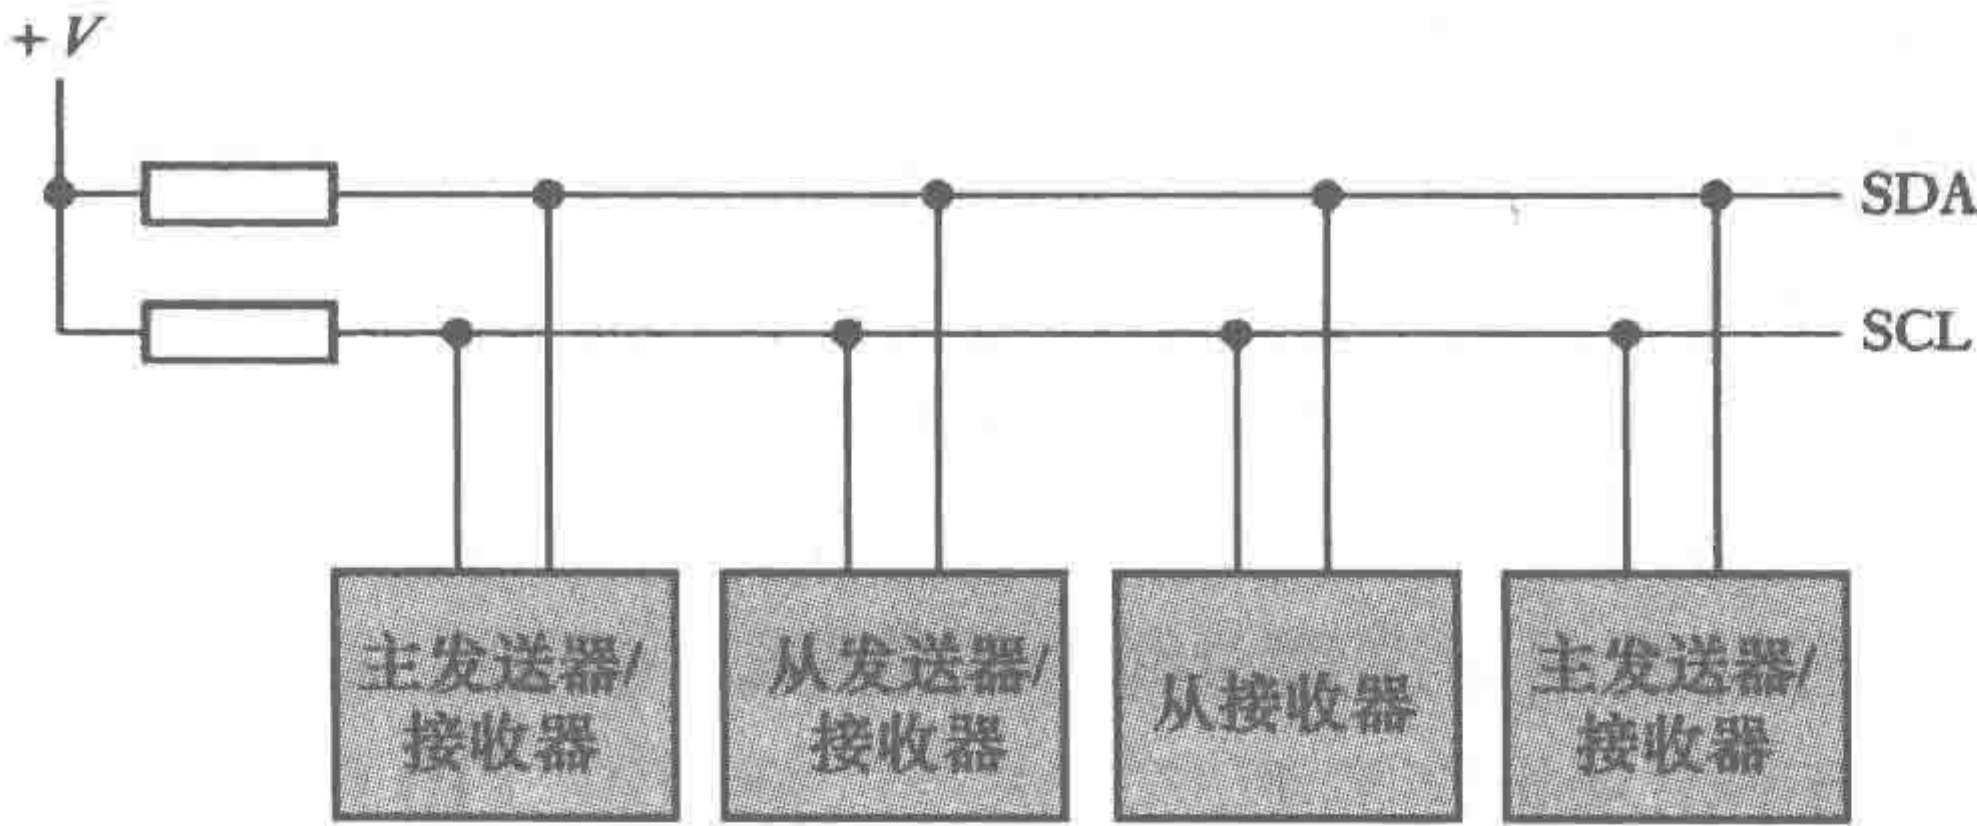 + V
SDA
SCL
主发送器/
接收器
从发送器/
接收器
从接收器
主发送器/
接收器